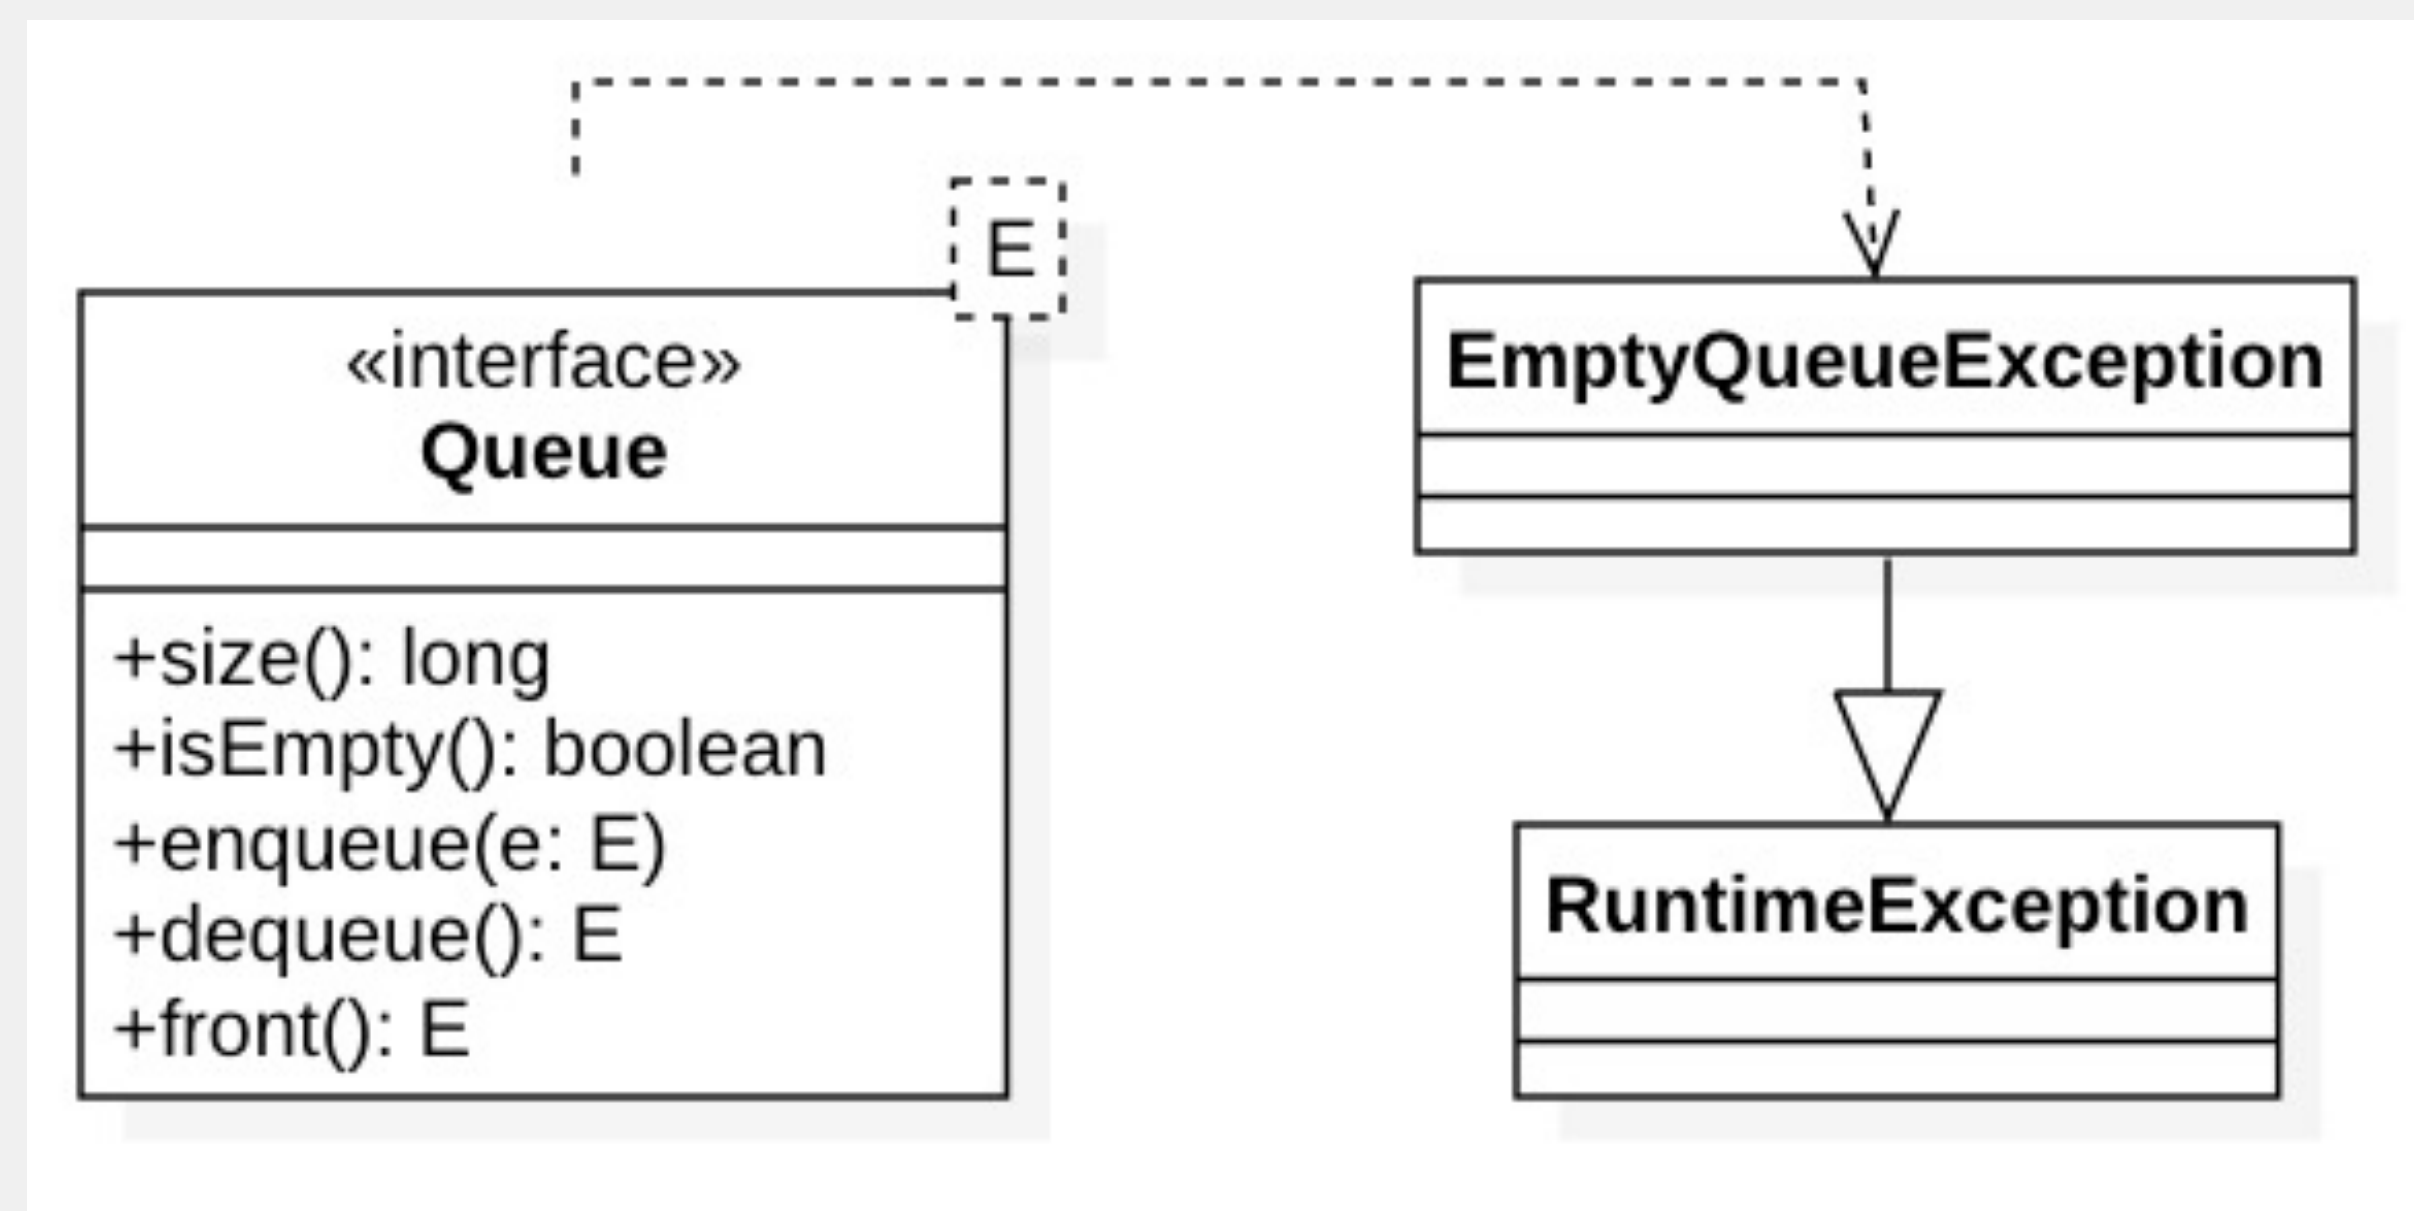 E
«interface»
Queue
+size(): long
+isEmpty(): boolean
+enqueue(e: E)
+dequeue(): E
+front(): E
EmptyQueueException
RuntimeException